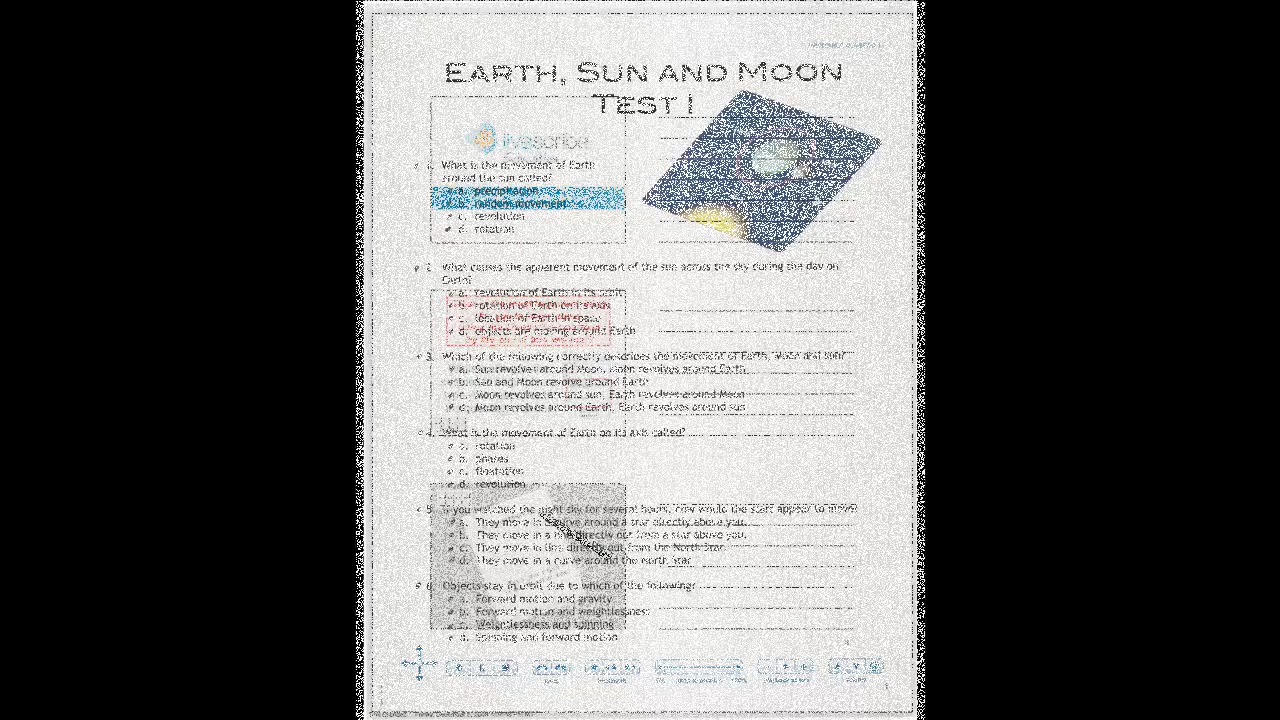 EARTH, SUN AND MOON
TEST I
livescribe
1. What is the movement of Earth
around the sun called?
a. precipitation
b. random movement
c. revolution
d. rotation
2. What causes the apparent movement of the sun across the sky during the day on
Earth?
a. revolution of Earth in its orbit
b. rotation of Earth on its axis
c. location of Earth in space
d. objects are moving around Earth
3. Which of the following correctly describes the movement of Earth, Moon and sun?
a. Sun revolves around Moon, Moon revolves around Earth
b. Sun and Moon revolve around Earth
c. Moon revolves around sun, Earth revolves around Moon
d. Moon revolves around Earth, Earth revolves around sun
4. What is the movement of Earth on its axis called?
a. rotation
b. phases
c. floatation
d. revolution
5. If you watched the night sky for several hours, how would the stars appear to move?
a. They move in a curve around a star directly above you.
b. They move in a line directly out from a star above you.
c. They move in line directly out from the North Star.
d. They move in a curve around the north star
6. Objects stay in orbit due to which of the following:
a. Forward motion and gravity
b. Forward motion and weightlessness
c. Weightlessness and spinning
d. Spinning and forward motion